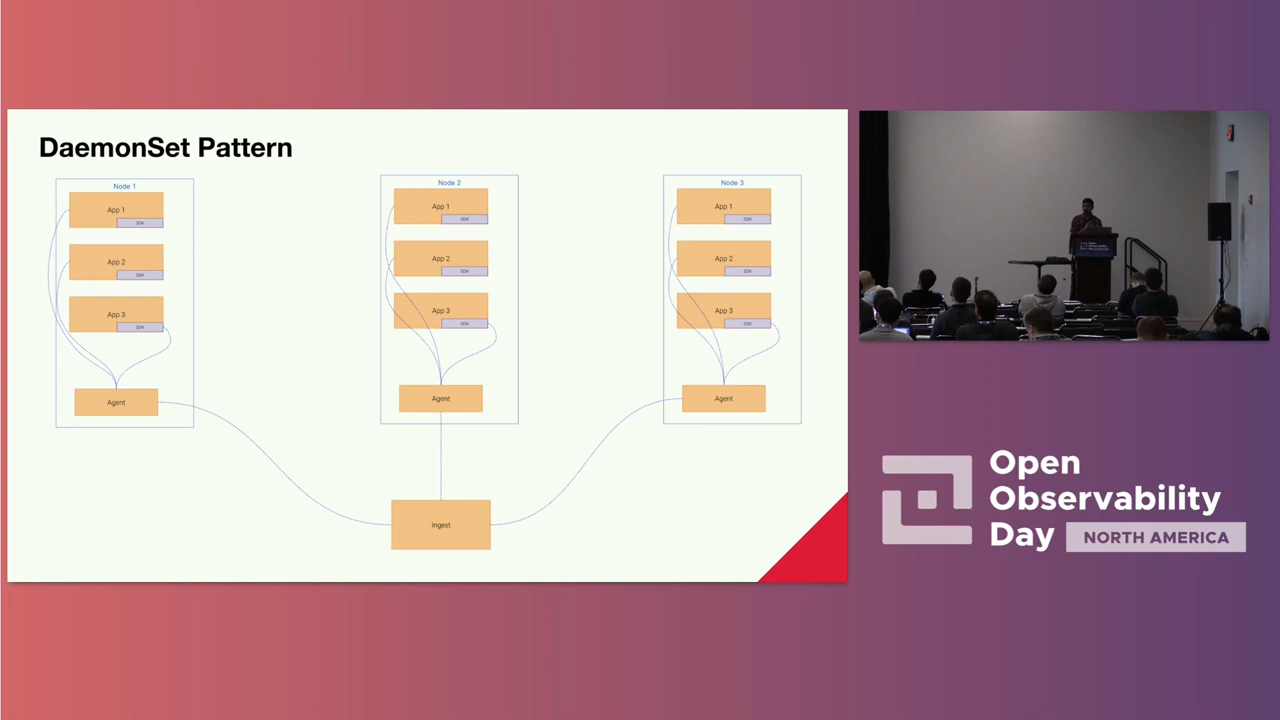 DaemonSet Pattern
Node 1
App 1
SDK
App 2
SDK
App 3
SDK
Agent
Node 2
App 1
SDK
App 2
SDK
App 3
SDK
Agent
Node 3
App 1
SDK
App 2
SDK
App 3
SDK
Agent
Ingest
Open
Observability
Day NORTH AMERICA